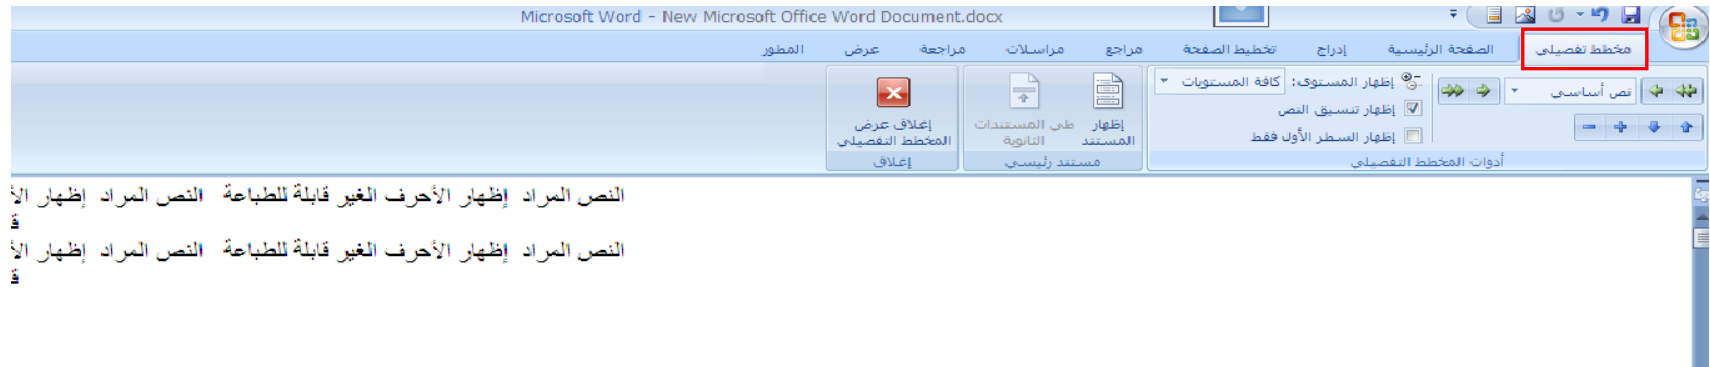 Microsoft Word - New Microsoft Office Word Document.docx
مخطط تفصيلي الصفحة الرئيسية إدراج تخطيط الصفحة مراجع مراسلات مراجعة عرض المطور
نص أساسي
إظهار المستوى: كافة المستويات
إظهار تنسيق النص
إظهار السطر الأول فقط
أدوات المخطط التفصيلي
إظهار المستند
طي المستندات الثانوية
مستند رئيسي
إغلاق عرض المخطط التفصيلي
إغلاق
النص المراد إظهار الأحرف الغير قابلة للطباعة النص المراد إظهار
النص المراد إظهار الأحرف الغير قابلة للطباعة النص المراد إظهار